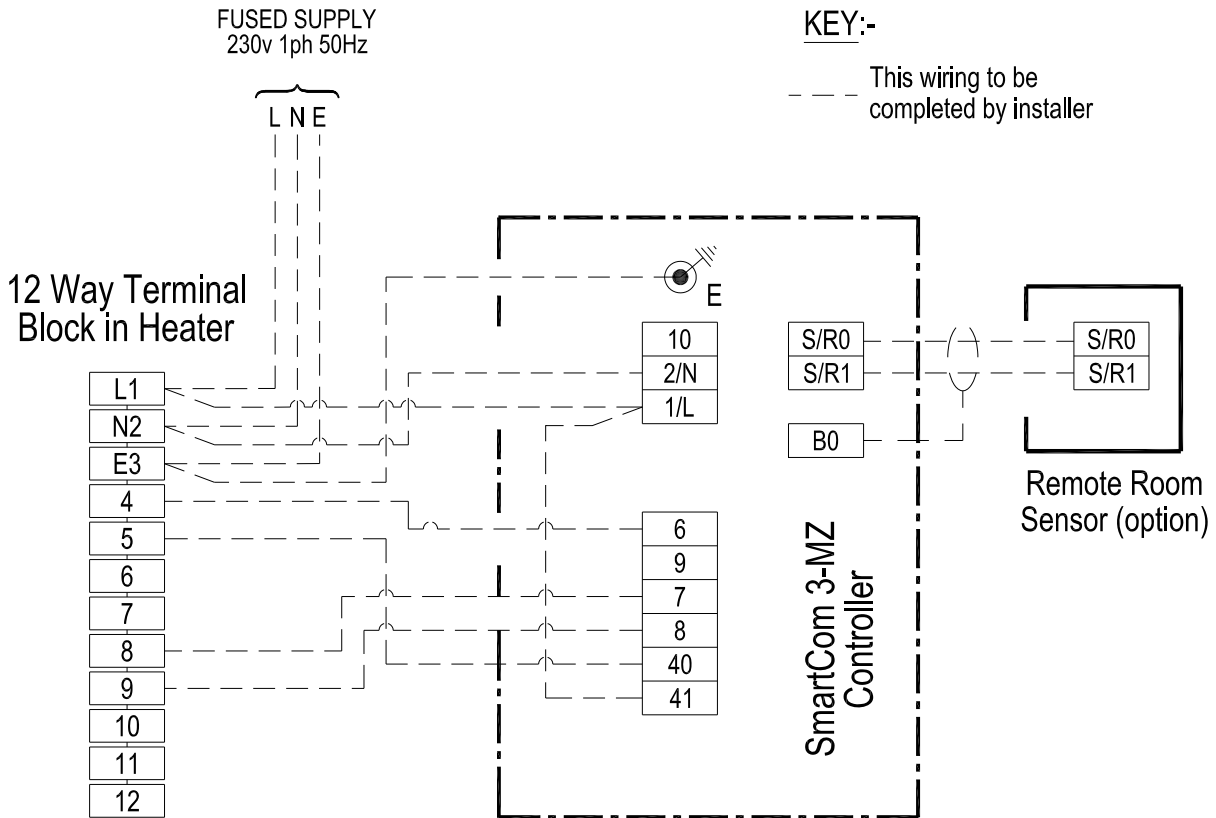 FUSED SUPPLY
230v 1ph 50Hz
L N E
KEY:-
This wiring to be
completed by installer
12 Way Terminal
Block in Heater
L1
N2
E3
4
5
6
7
8
9
10
11
12
E
10
2/N
1/L
6
9
7
8
40
41
S/R0
S/R1
B0
SmartCom 3-MZ
Controller
S/R0
S/R1
Remote Room
Sensor (option)